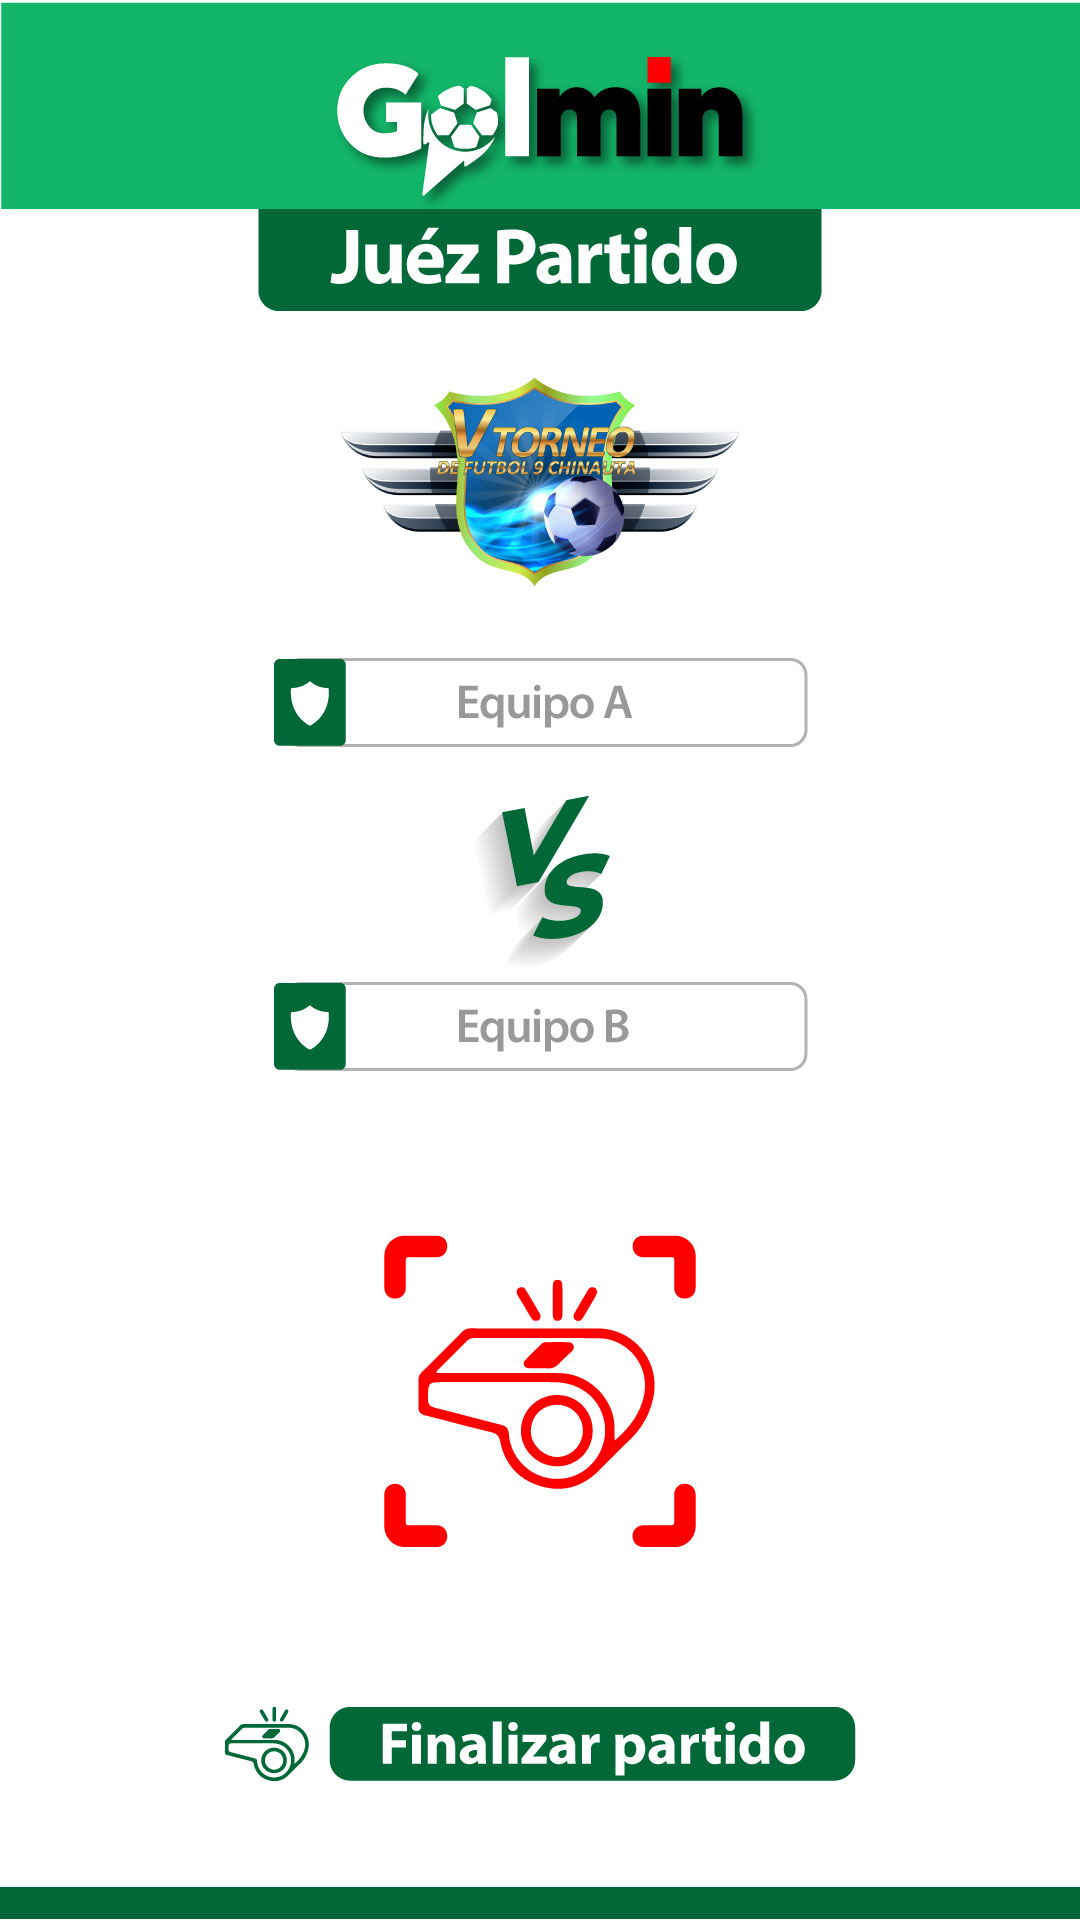 Golmin
Juéz Partido
V TORNEO
DE FUTBOL 9 CHINAUTA
Equipo A
VS
Equipo B
Finalizar partido